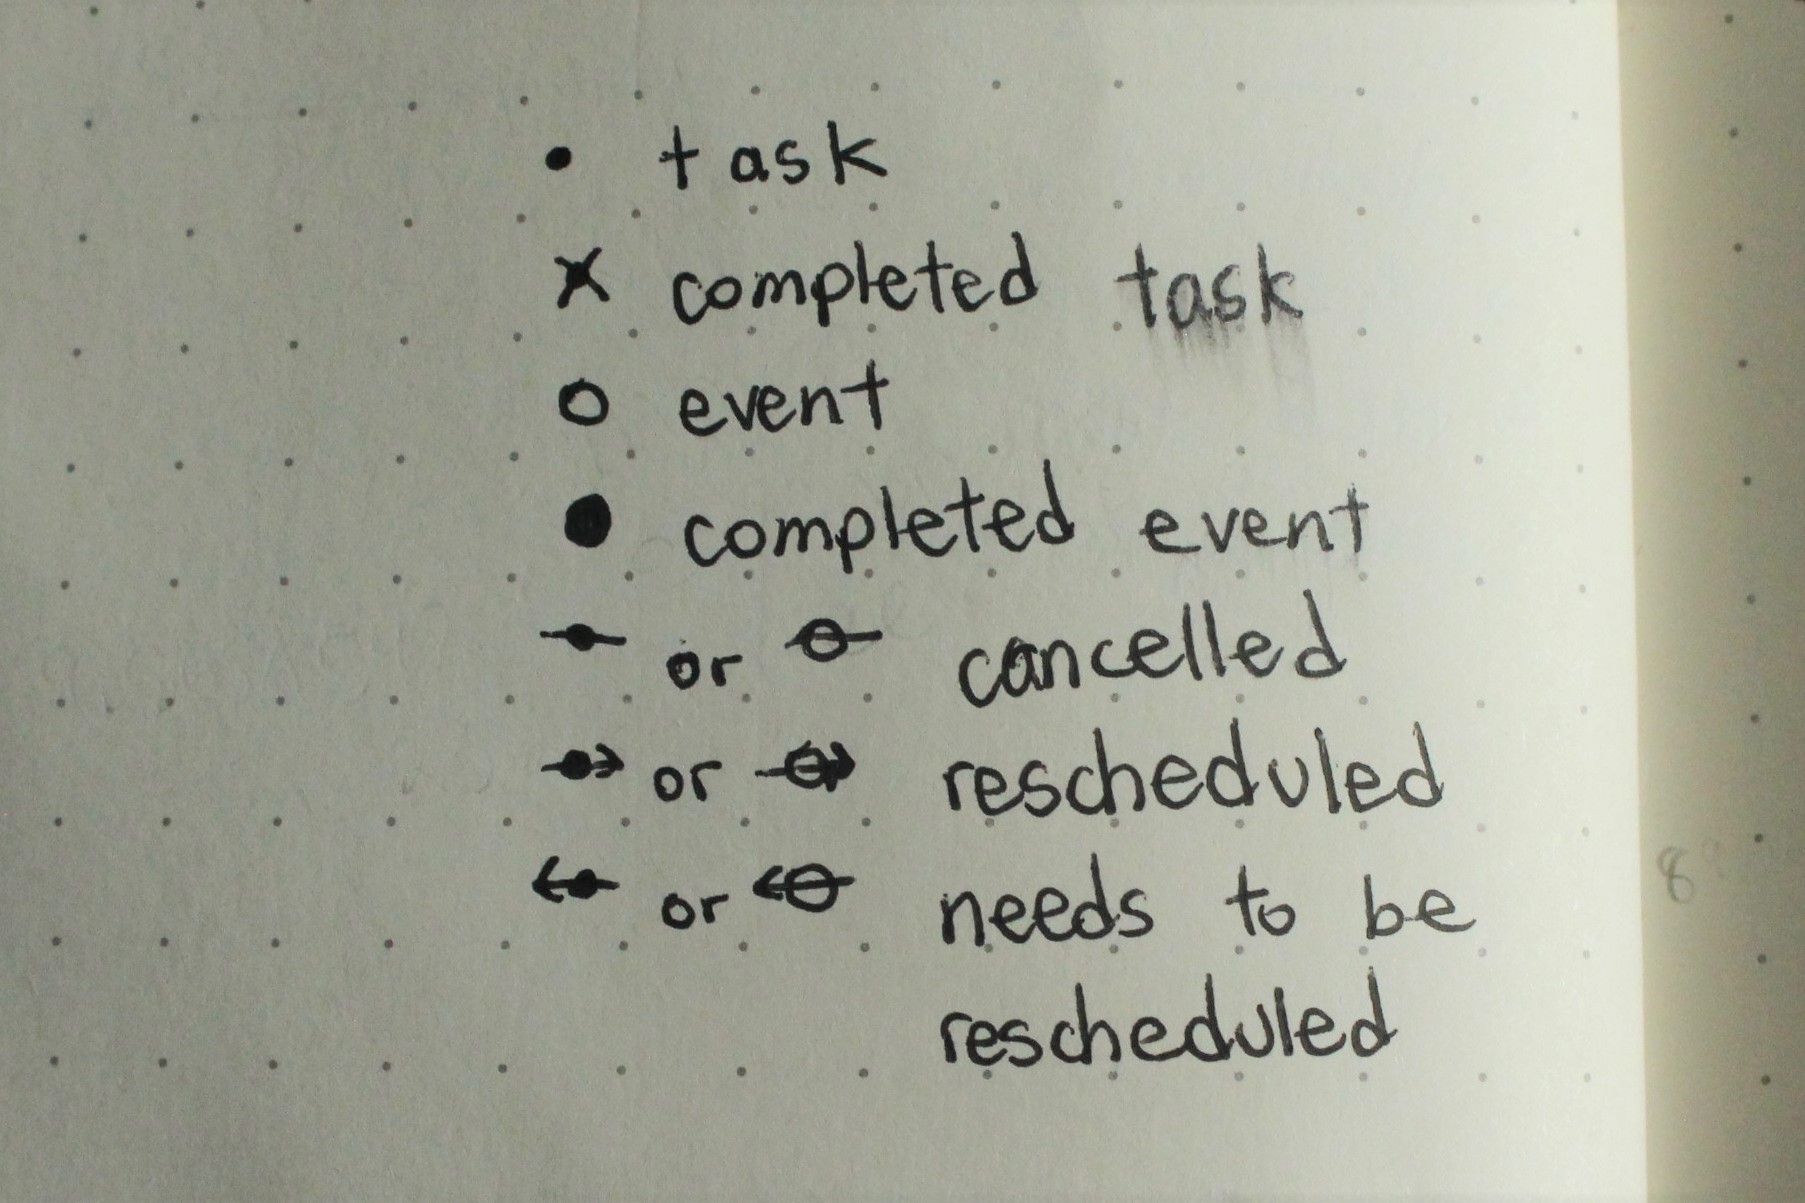 • task
x completed task
o event
● completed event
or cancelled
or rescheduled
or needs to be
rescheduled
8